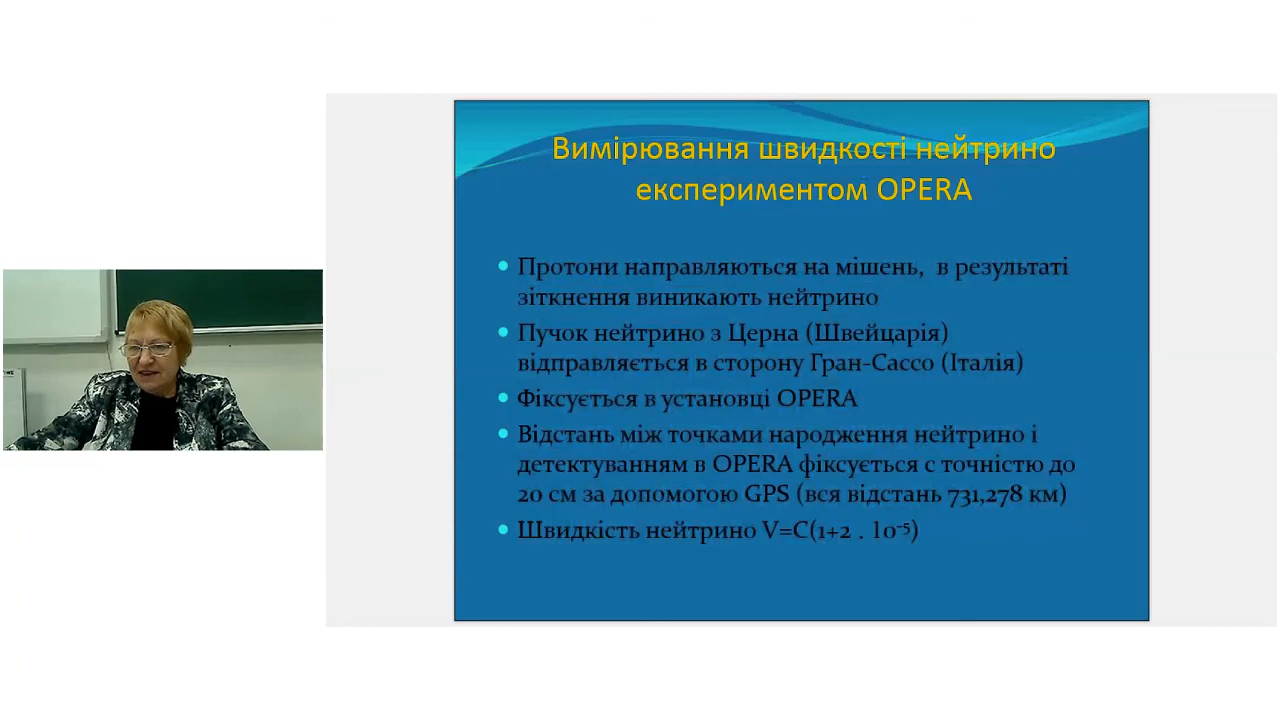 Вимірювання швидкості нейтрино
експериментом OPERA
• Протони направляються на мішень,  в результаті
зіткнення виникають нейтрино
• Пучок нейтрино з Церна (Швейцарія)
відправляється в сторону Гран-Сассо (Італія)
• Фіксується в установці OPERA
• Відстань між точками народження нейтрино і
детектуванням в OPERA фіксується с точністю до
20 см за допомогою GPS (вся відстань 731,278 км)
• Швидкість нейтрино V=C(1+2 . 10⁻⁵)